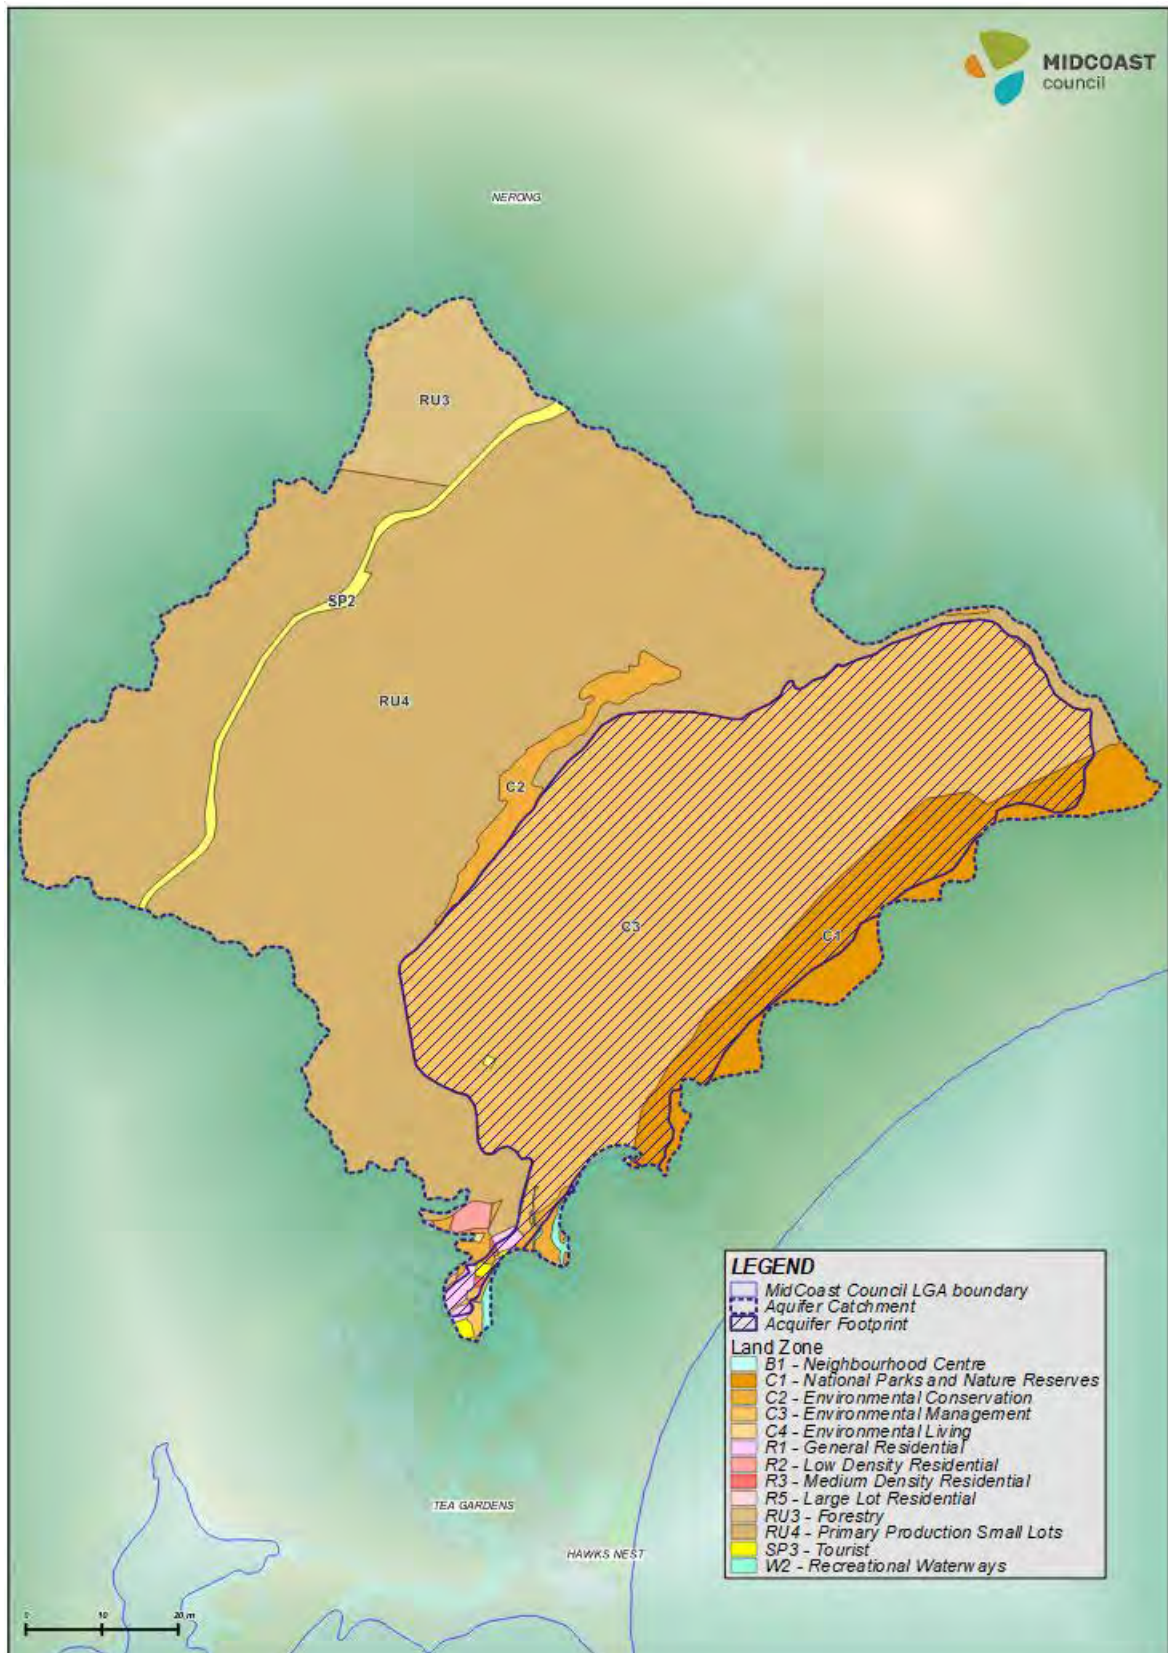 MIDCOAST
council
NERONG
RU3
SP2
RU4
C2
C3
C1
LEGEND
MidCoast Council LGA boundary
Aquifer Catchment
Acquifer Footprint
Land Zone
B1 - Neighbourhood Centre
C1 - National Parks and Nature Reserves
C2 - Environmental Conservation
C3 - Environmental Management
C4 - Environmental Living
R1 - General Residential
R2 - Low Density Residential
R3 - Medium Density Residential
R5 - Large Lot Residential
RU3 - Forestry
RU4 - Primary Production Small Lots
SP3 - Tourist
W2 - Recreational Waterways
TEA GARDENS
HAWKS NEST
0 10 20 m